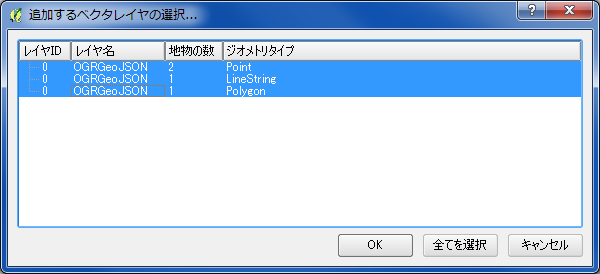 追加するベクタレイヤの選択...
レイヤID レイヤ名 地物の数 ジオメトリタイプ
0 OGRGeoJSON 2 Point
0 OGRGeoJSON 1 LineString
0 OGRGeoJSON 1 Polygon
OK 全てを選択 キャンセル